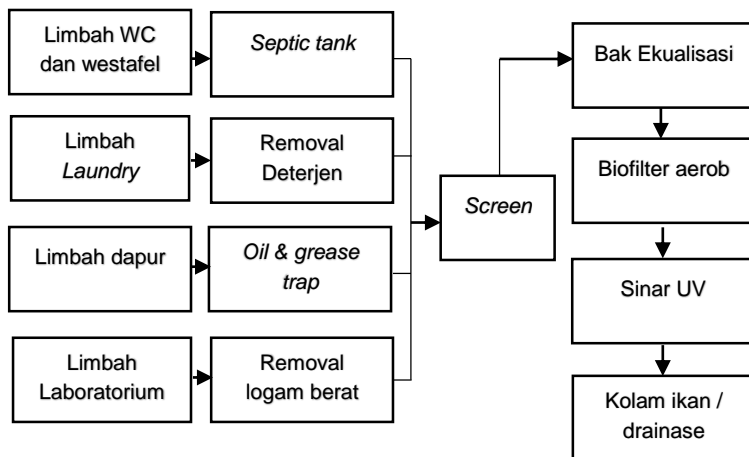 Limbah WC
dan westafel
Septic tank
Bak Ekualisasi
Limbah
Laundry
Removal
Deterjen
Screen
Biofilter aerob
Limbah dapur
Oil & grease
trap
Sinar UV
Limbah
Laboratorium
Removal
logam berat
Kolam ikan /
drainase